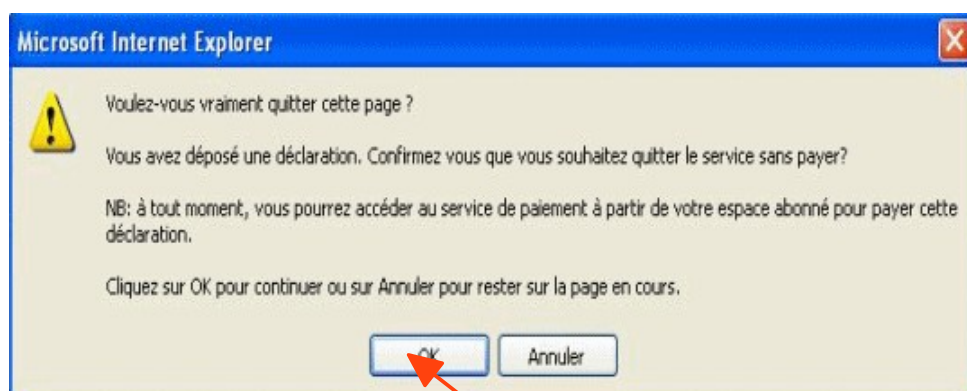 Microsoft Internet Explorer
Voulez-vous vraiment quitter cette page ?
Vous avez déposé une déclaration. Confirmez vous que vous souhaitez quitter le service sans payer?
NB: à tout moment, vous pourrez accéder au service de paiement à partir de votre espace abonné pour payer cette
déclaration.
Cliquez sur OK pour continuer ou sur Annuler pour rester sur la page en cours.
OK Annuler